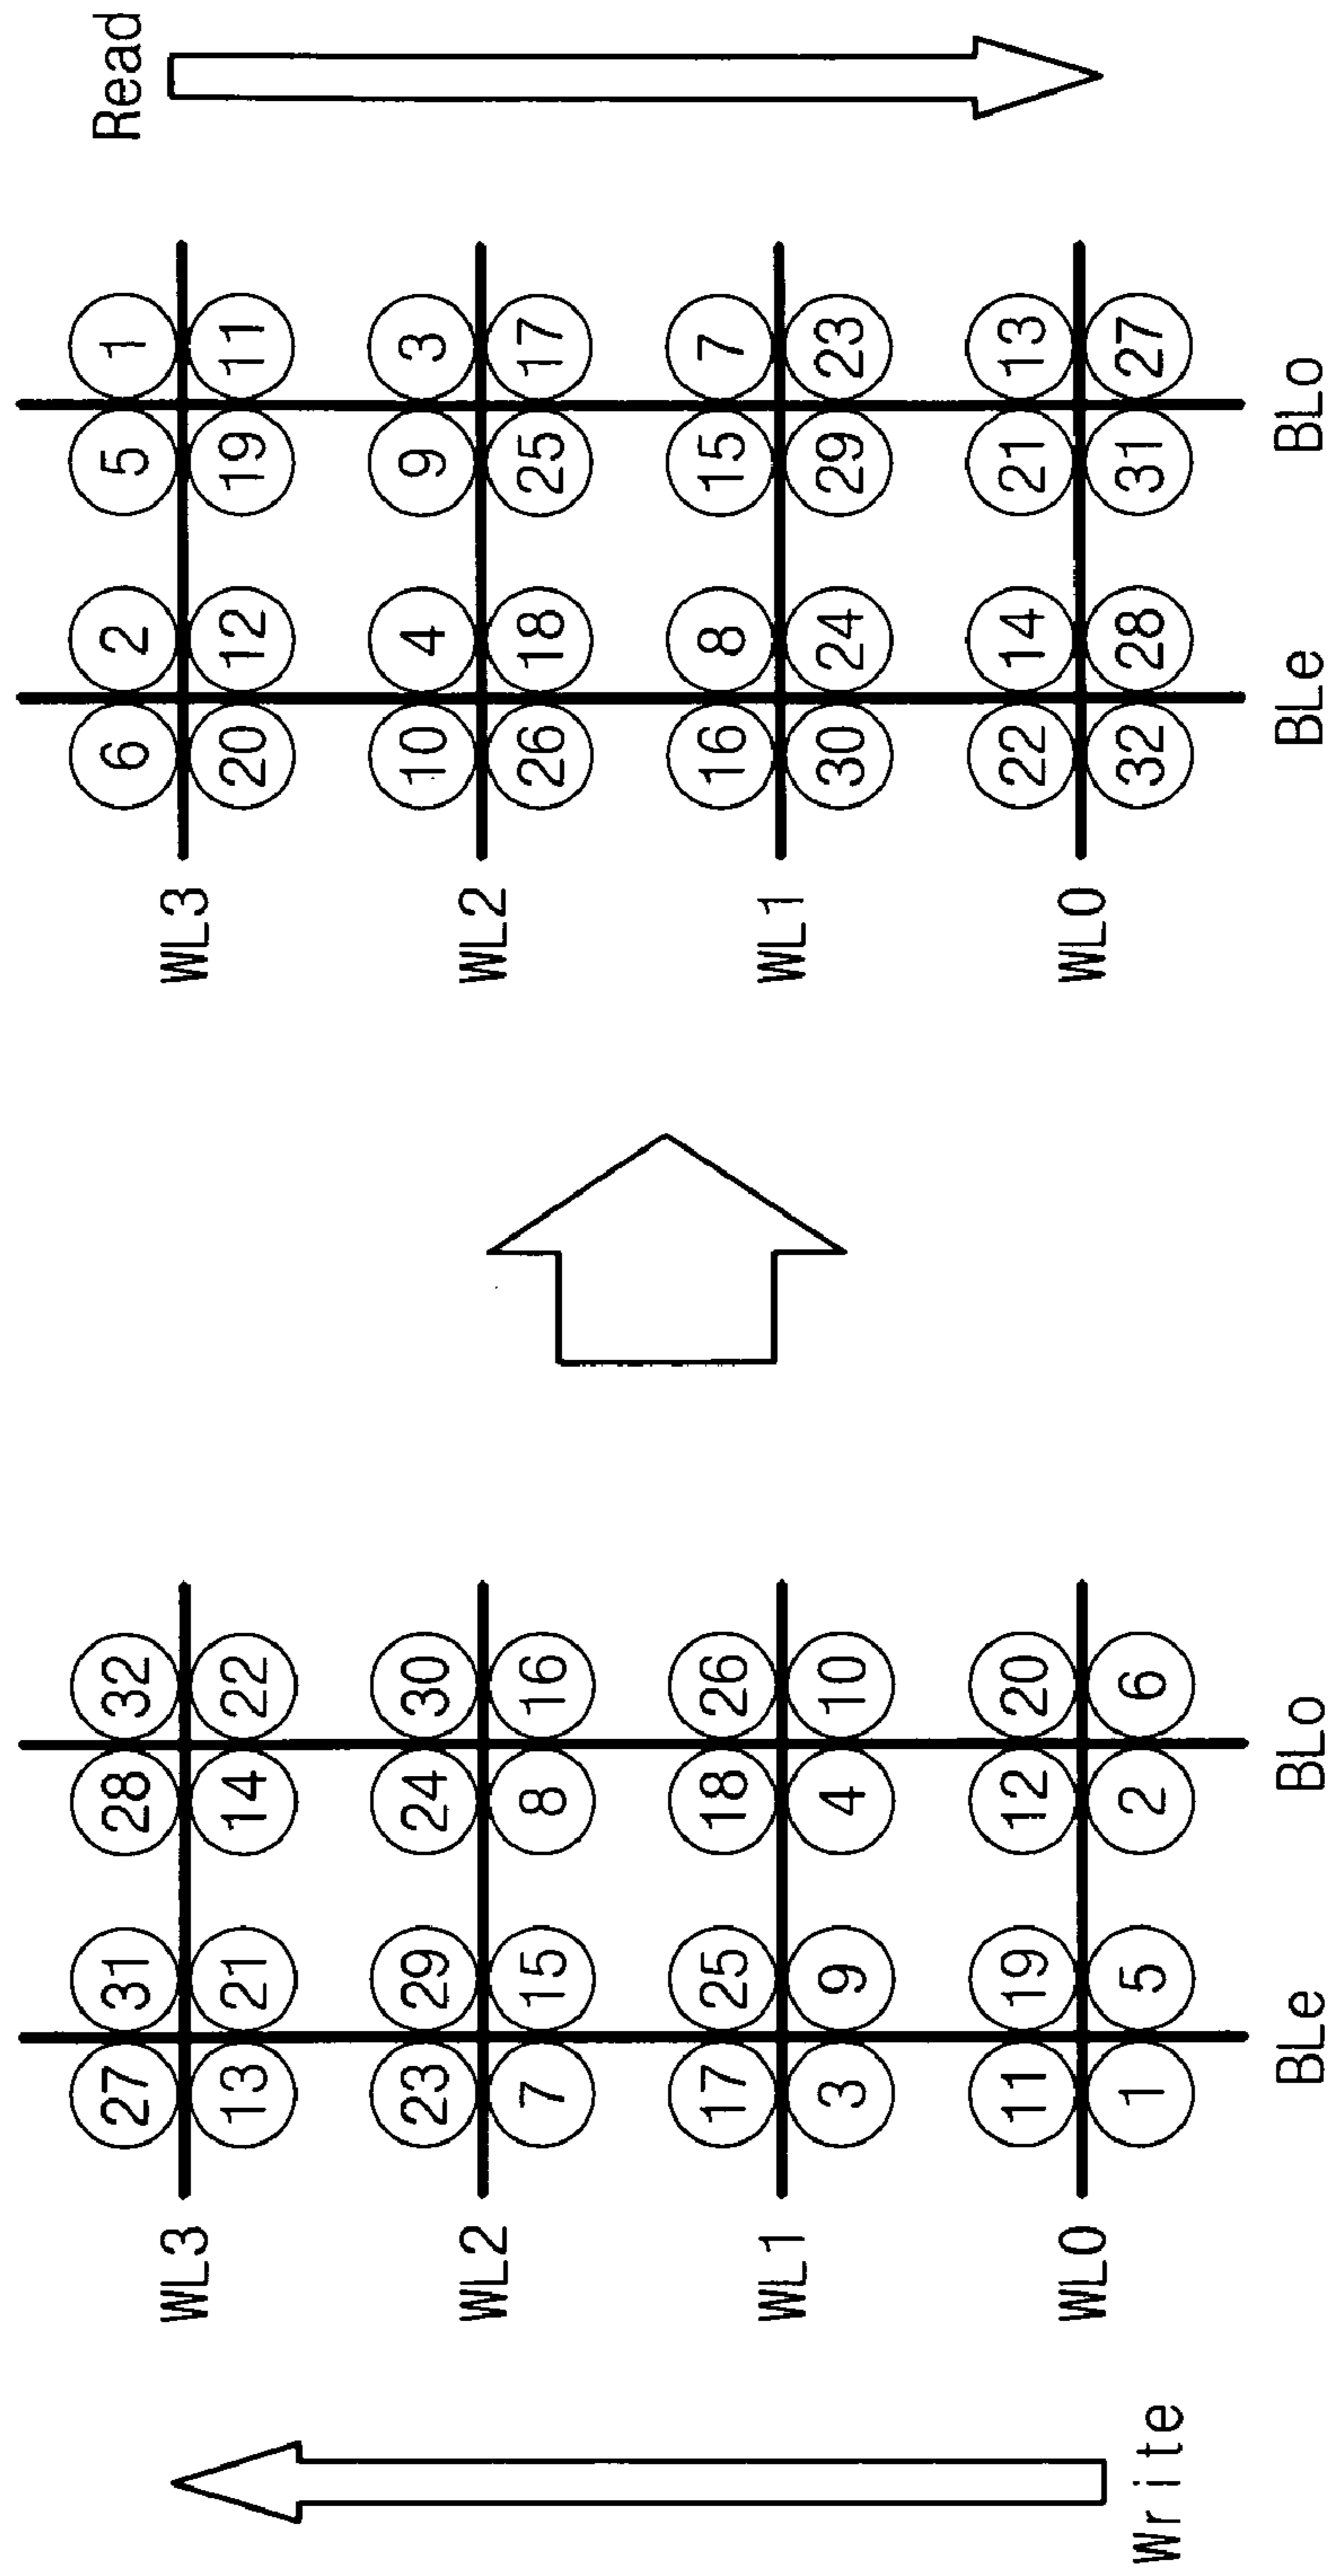 27 31 28 32
WL3
13 21 14 22
23 29 24 30
WL2
7 15 8 16
17 25 18 26
WL1
3 9 4 10
11 19 12 20
WL0
1 5 2 6
Write
BLe BLo
Read
6 2 5 1
WL3
20 12 19 11
10 4 9 3
WL2
26 18 25 17
16 8 15 7
WL1
30 24 29 23
22 14 21 13
WL0
32 28 31 27
BLe BLo